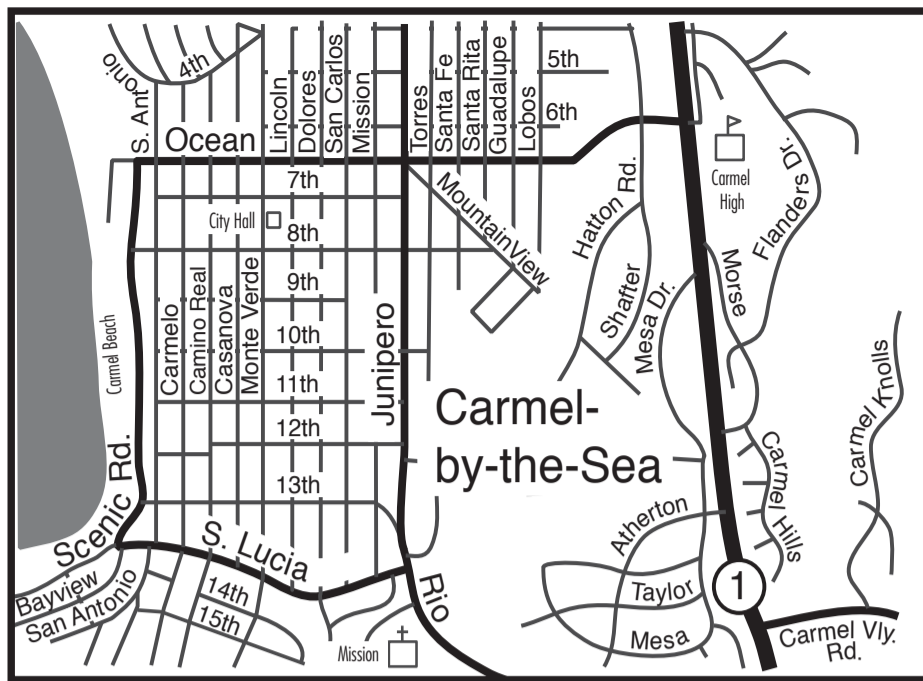 S. Antonio
4th
Lincoln
Dolores
San Carlos
Mission
Torres
Santa Fe
Santa Rita
Guadalupe
Lobos
5th
6th
Ocean
7th
City Hall
8th
Mountain View
Hatton Rd.
Shafter
Mesa Dr.
Carmel
High
Flanders Dr.
Morse
Carmel Beach
Carmelo
Camino Real
Casanova
Monte Verde
9th
10th
11th
12th
13th
Junipero
Carmel-
by-the-Sea
Carmel Knolls
Carmel Hills
Scenic Rd.
S. Lucia
Rio
Atherton
Taylor
Mesa
1
Bayview
San Antonio
14th
15th
Mission
Carmel Vly.
Rd.